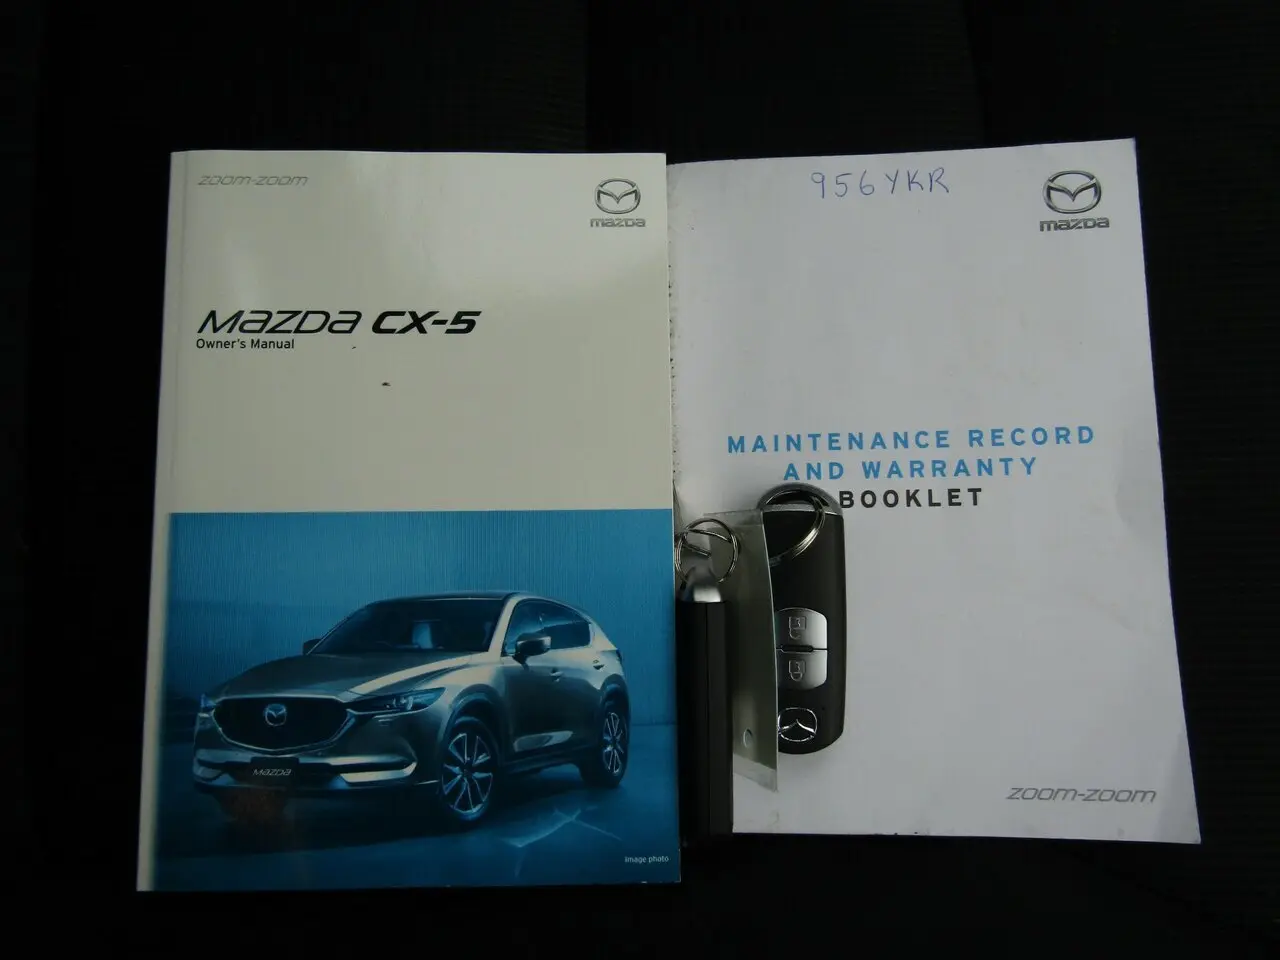 zoom-zoom
mazda
Mazda CX-5
Owner's Manual
mazda
Image photo
956YKR
mazda
MAINTENANCE RECORD
AND WARRANTY
BOOKLET
zoom-zoom